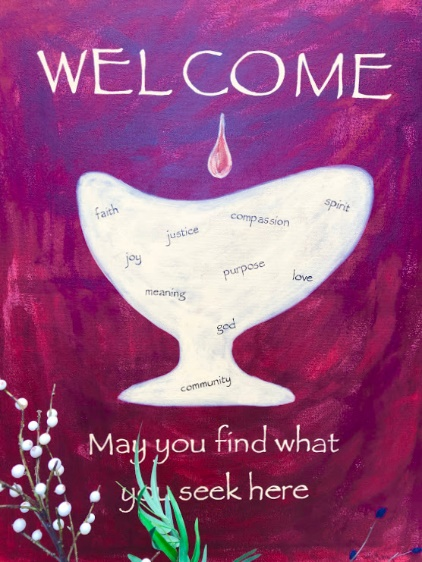 WELCOME
faith
justice
compassion
spirit
joy
purpose
love
meaning
god
community
May you find what
you seek here